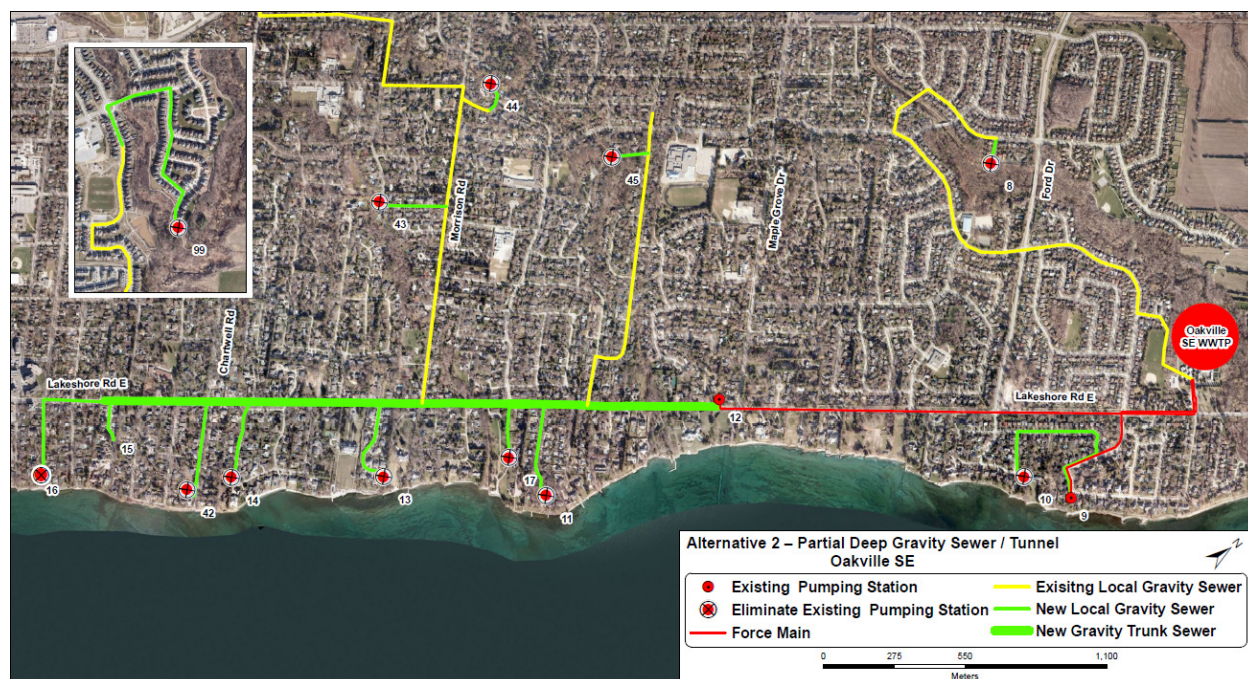 44
45
8
43
99
Morrison Rd
Maple Grove Dr
Ford Dr
Chartwell Rd
Oakville
SE WWTP
Lakeshore Rd E
Lakeshore Rd E
12
15
16
42
14
13
17
11
10
9
Alternative 2 – Partial Deep Gravity Sewer / Tunnel
Oakville SE
N
Existing Pumping Station
Eliminate Existing Pumping Station
Force Main
Exisitng Local Gravity Sewer
New Local Gravity Sewer
New Gravity Trunk Sewer
0 275 550 1,100
Meters